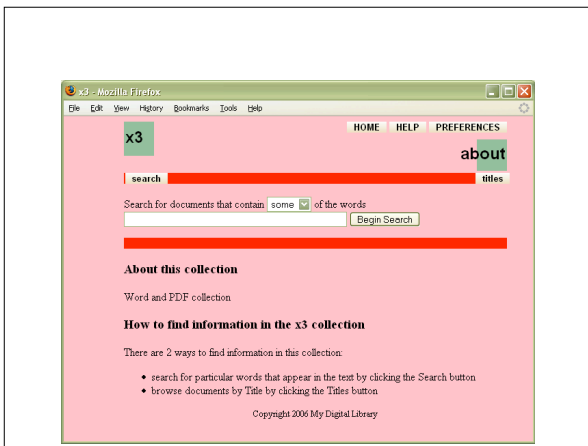 x3 - Mozilla Firefox
File Edit View History Bookmarks Tools Help
x3
HOME HELP PREFERENCES
about
search titles
Search for documents that contain some of the words
Begin Search
About this collection
Word and PDF collection
How to find information in the x3 collection
There are 2 ways to find information in this collection:
• search for particular words that appear in the text by clicking the Search button
• browse documents by Title by clicking the Titles button
Copyright 2006 My Digital Library